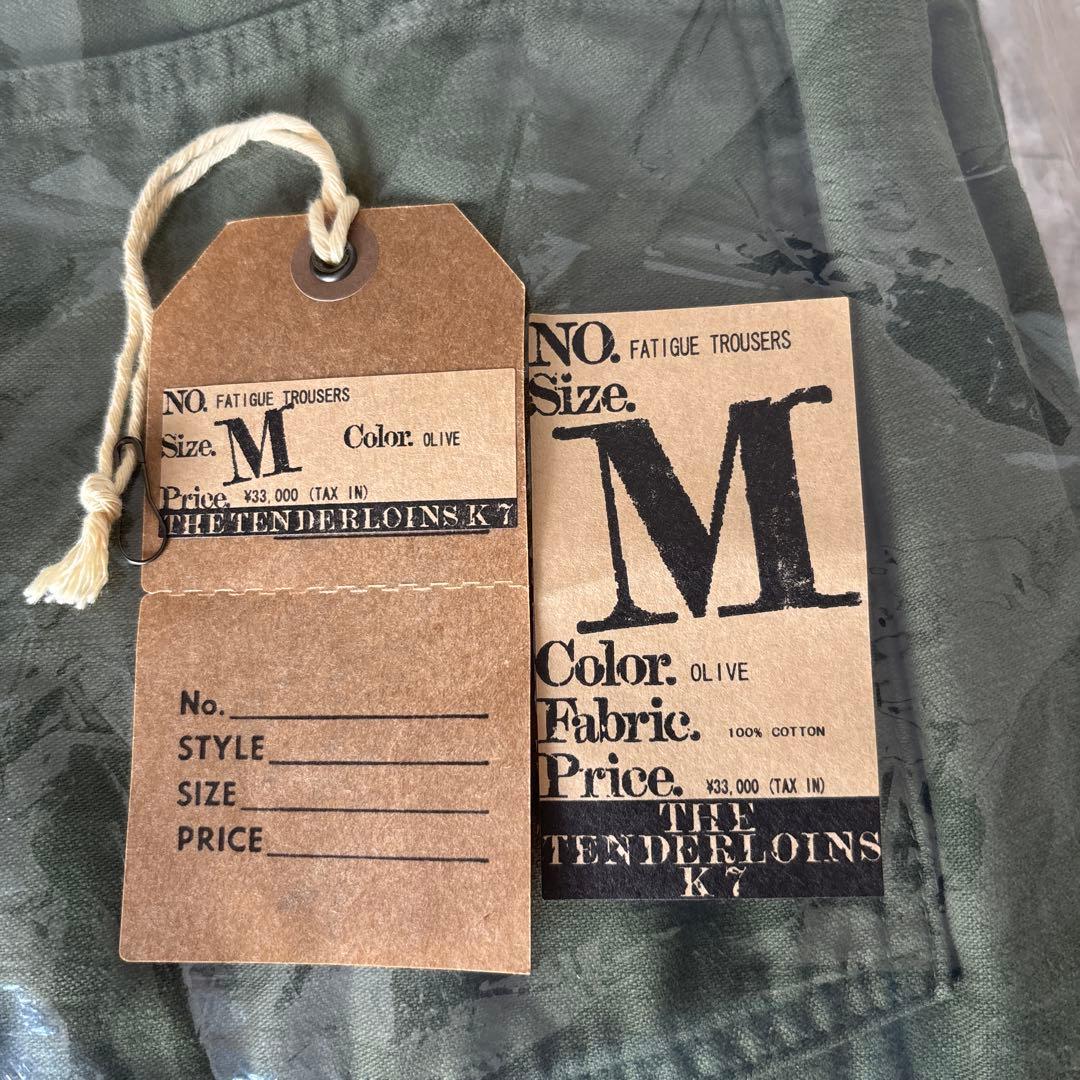 NO. FATIGUE TROUSERS
Size. M Color. OLIVE
Price. ¥33,000 (TAX IN)
THE TENDERLOINS K 7
No.
STYLE
SIZE
PRICE
NO. FATIGUE TROUSERS
Size.
M
Color. OLIVE
Fabric. 100% COTTON
Price. ¥33,000 (TAX IN)
THE
TENDERLOINS
K 7